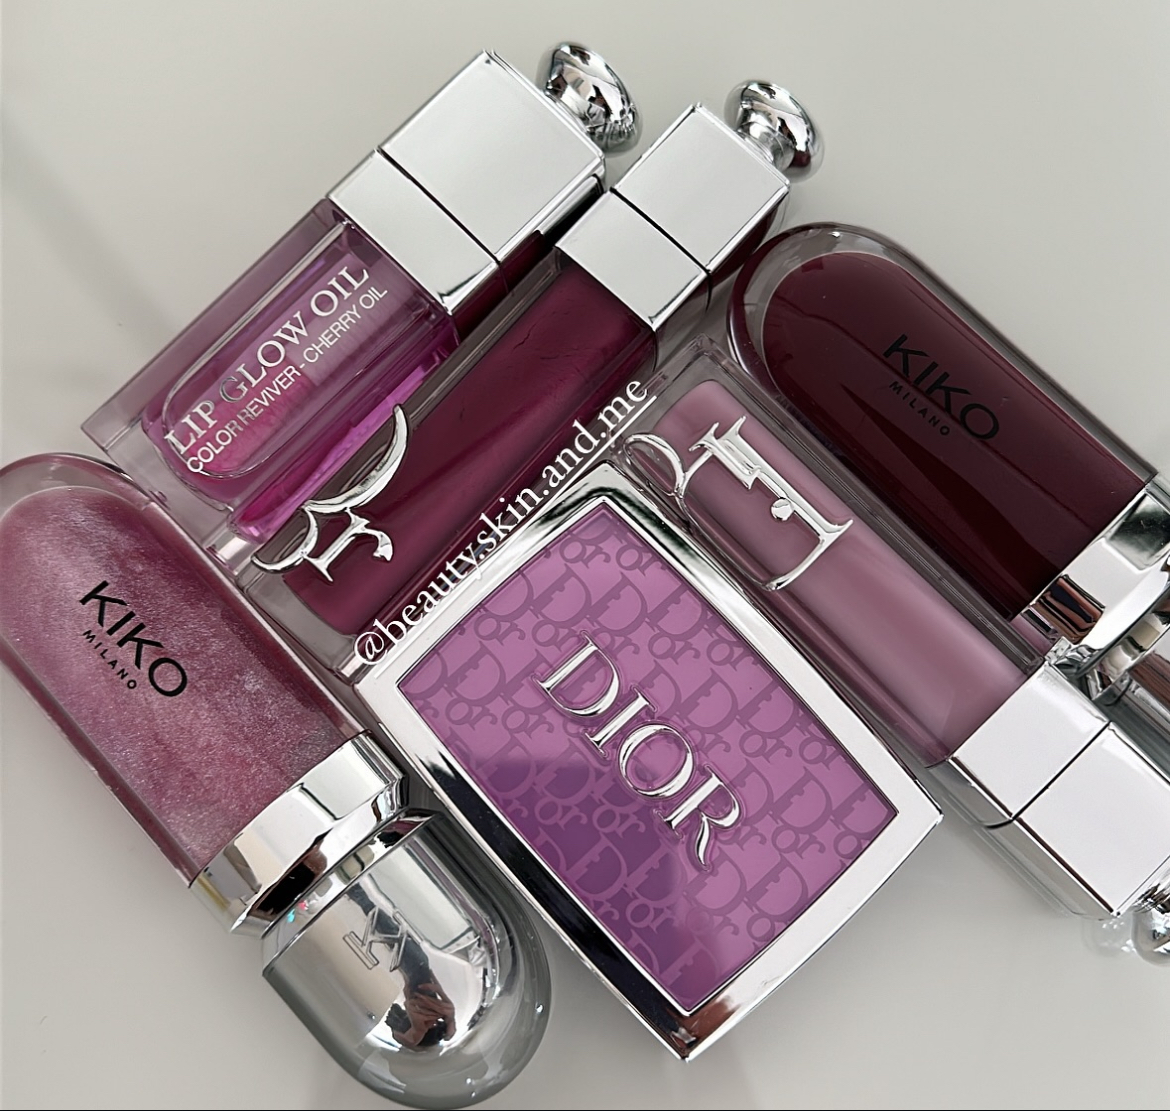 LIP GLOW OIL
COLOR REVIVER - CHERRY OIL
@beautyskin.and.me
KIKO
MILANO
KIKO
MILANO
DIOR